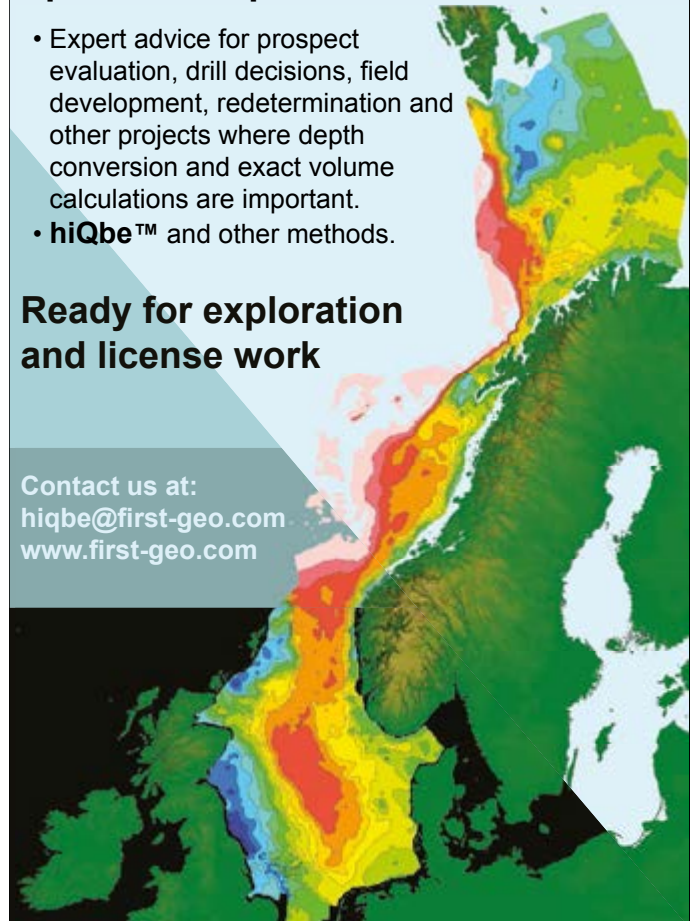 • Expert advice for prospect
evaluation, drill decisions, field
development, redetermination and
other projects where depth
conversion and exact volume
calculations are important.
• hiQbe™ and other methods.
Ready for exploration
and license work
Contact us at:
hiqbe@first-geo.com
www.first-geo.com